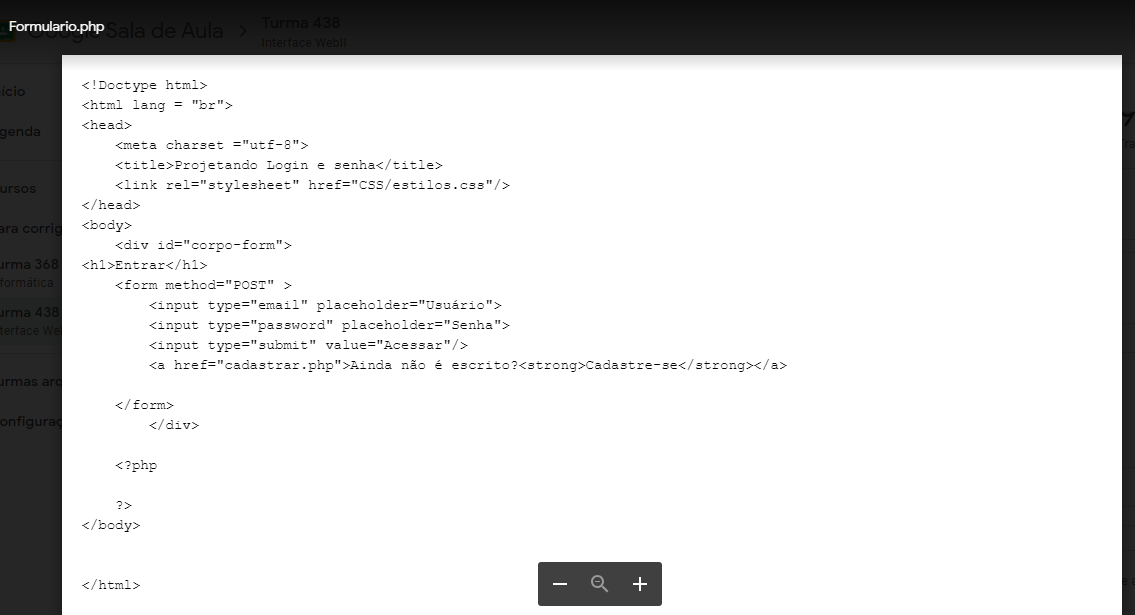 Formulario.php
Google Sala de Aula
Turma 438
Interface WebII
<!Doctype html>
<html lang = "br">
<head>
    <meta charset ="utf-8">
    <title>Projetando Login e senha</title>
    <link rel="stylesheet" href="CSS/estilos.css"/>
</head>
<body>
    <div id="corpo-form">
<h1>Entrar</h1>
    <form method="POST" >
        <input type="email" placeholder="Usuário">
        <input type="password" placeholder="Senha">
        <input type="submit" value="Acessar"/>
        <a href="cadastrar.php">Ainda não é escrito?<strong>Cadastre-se</strong></a>
    </form>
        </div>
    <?php
    ?>
</body>
</html>
ício
genda
ursos
ara corrig
urma 368
formática
urma 438
terface We
urmas arq
onfiguraç